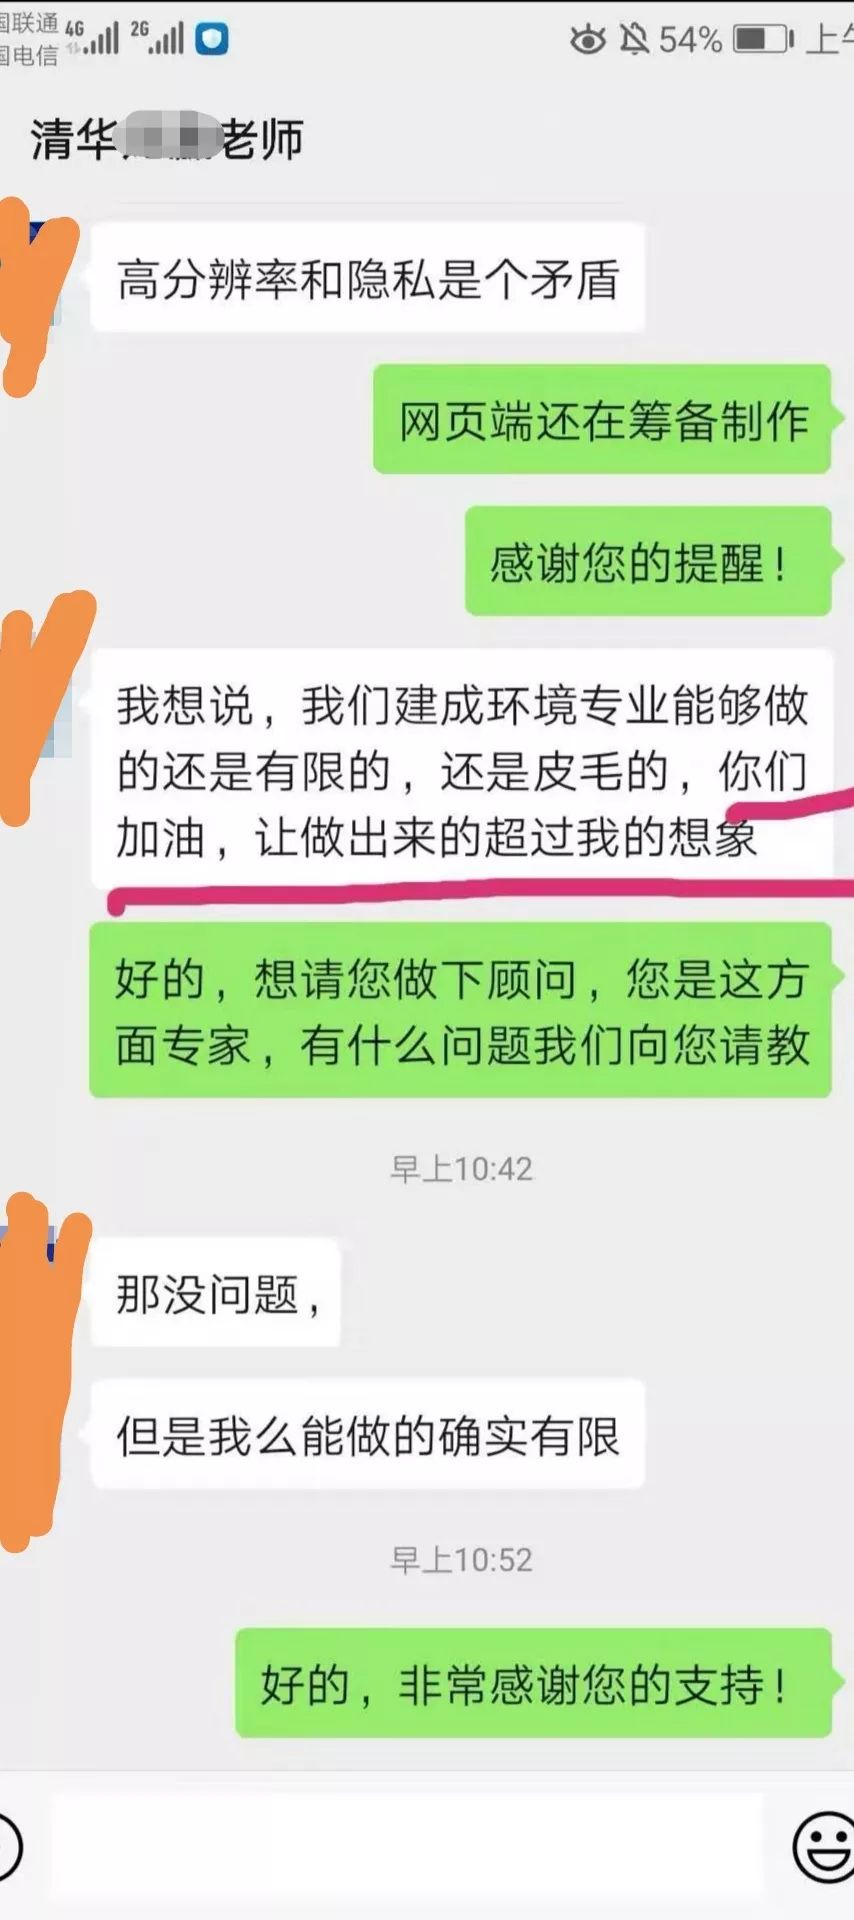 国联通 4G 2G 54% 上午
国电信
清华 老师
高分辨率和隐私是个矛盾
网页端还在筹备制作
感谢您的提醒！
我想说，我们建成环境专业能够做
的还是有限的，还是皮毛的，你们
加油，让做出来的超过我的想象
好的，想请您做下顾问，您是这方
面专家，有什么问题我们向您请教
早上10:42
那没问题，
但是我么能做的确实有限
早上10:52
好的，非常感谢您的支持！